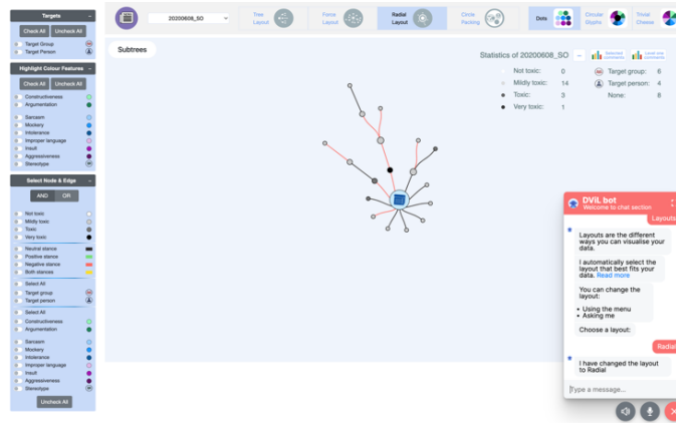 Targets
Check All Uncheck All
Target Group
Target Person
Highlight Colour Features
Check All Uncheck All
Constructiveness
Argumentation
Sarcasm
Mockery
Intolerance
Improper language
Insult
Aggressiveness
Stereotype
Select Node & Edge
AND OR
Not toxic
Mildly toxic
Toxic
Very toxic
Neutral stance
Positive stance
Negative stance
Both stances
Select All
Target group
Target person
Select All
Constructiveness
Argumentation
Sarcasm
Mockery
Intolerance
Improper language
Insult
Aggressiveness
Stereotype
Uncheck All
20200608_SO
Tree
Layout
Force
Layout
Radial
Layout
Circle
Packing
Dots
Circular
Glyphs
Trivial
Cheese
Subtrees
Statistics of 20200608_SO
Selected
comments
Level one
comments
Not toxic: 0
Mildly toxic: 14
Toxic: 3
Very toxic: 1
Target group: 6
Target person: 4
None: 8
DViL bot
Welcome to chat section
Layouts
Layouts are the different
ways you can visualise your
data.
I automatically select the
layout that best fits your
data. Read more
You can change the
layout:
• Using the menu
• Asking me
Choose a layout:
Radial
I have changed the layout
to Radial
Type a message...